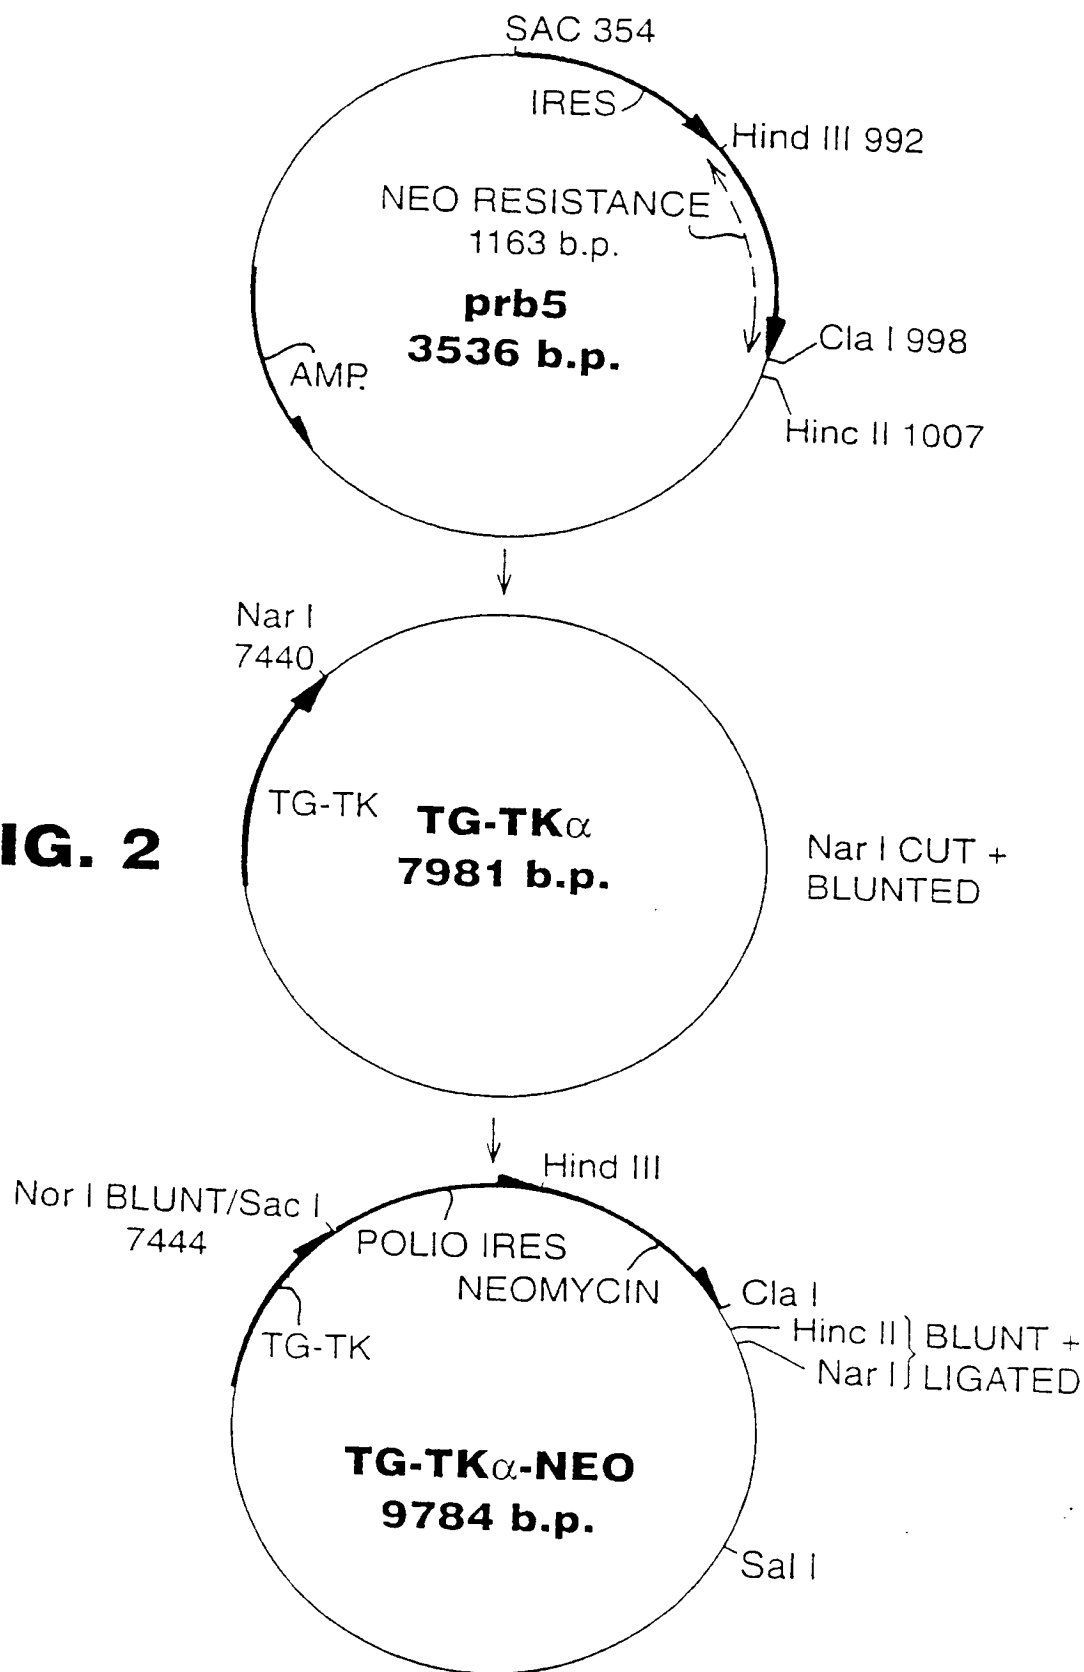 SAC 354
IRES
Hind III 992
NEO RESISTANCE
1163 b.p.
prb5
3536 b.p.
Cla I 998
AMP.
Hinc II 1007
Nar I
7440
TG-TK
TG-TKα
7981 b.p.
IG. 2
Nar I CUT +
BLUNTED
Hind III
Nor I BLUNT/Sac I
7444
POLIO IRES
NEOMYCIN
Cla I
Hinc II } BLUNT +
Nar I } LIGATED
TG-TK
TG-TKα-NEO
9784 b.p.
Sal I